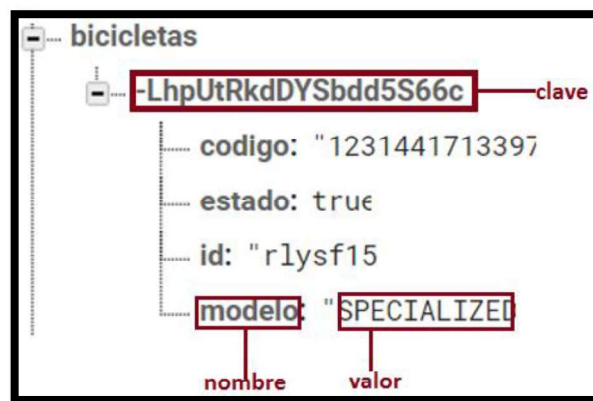 bicicletas
-LhpUtRkdDYSbdd5S66c clave
codigo: "1231441713397
estado: true
id: "rlysf15
modelo: "SPECIALIZED
nombre valor